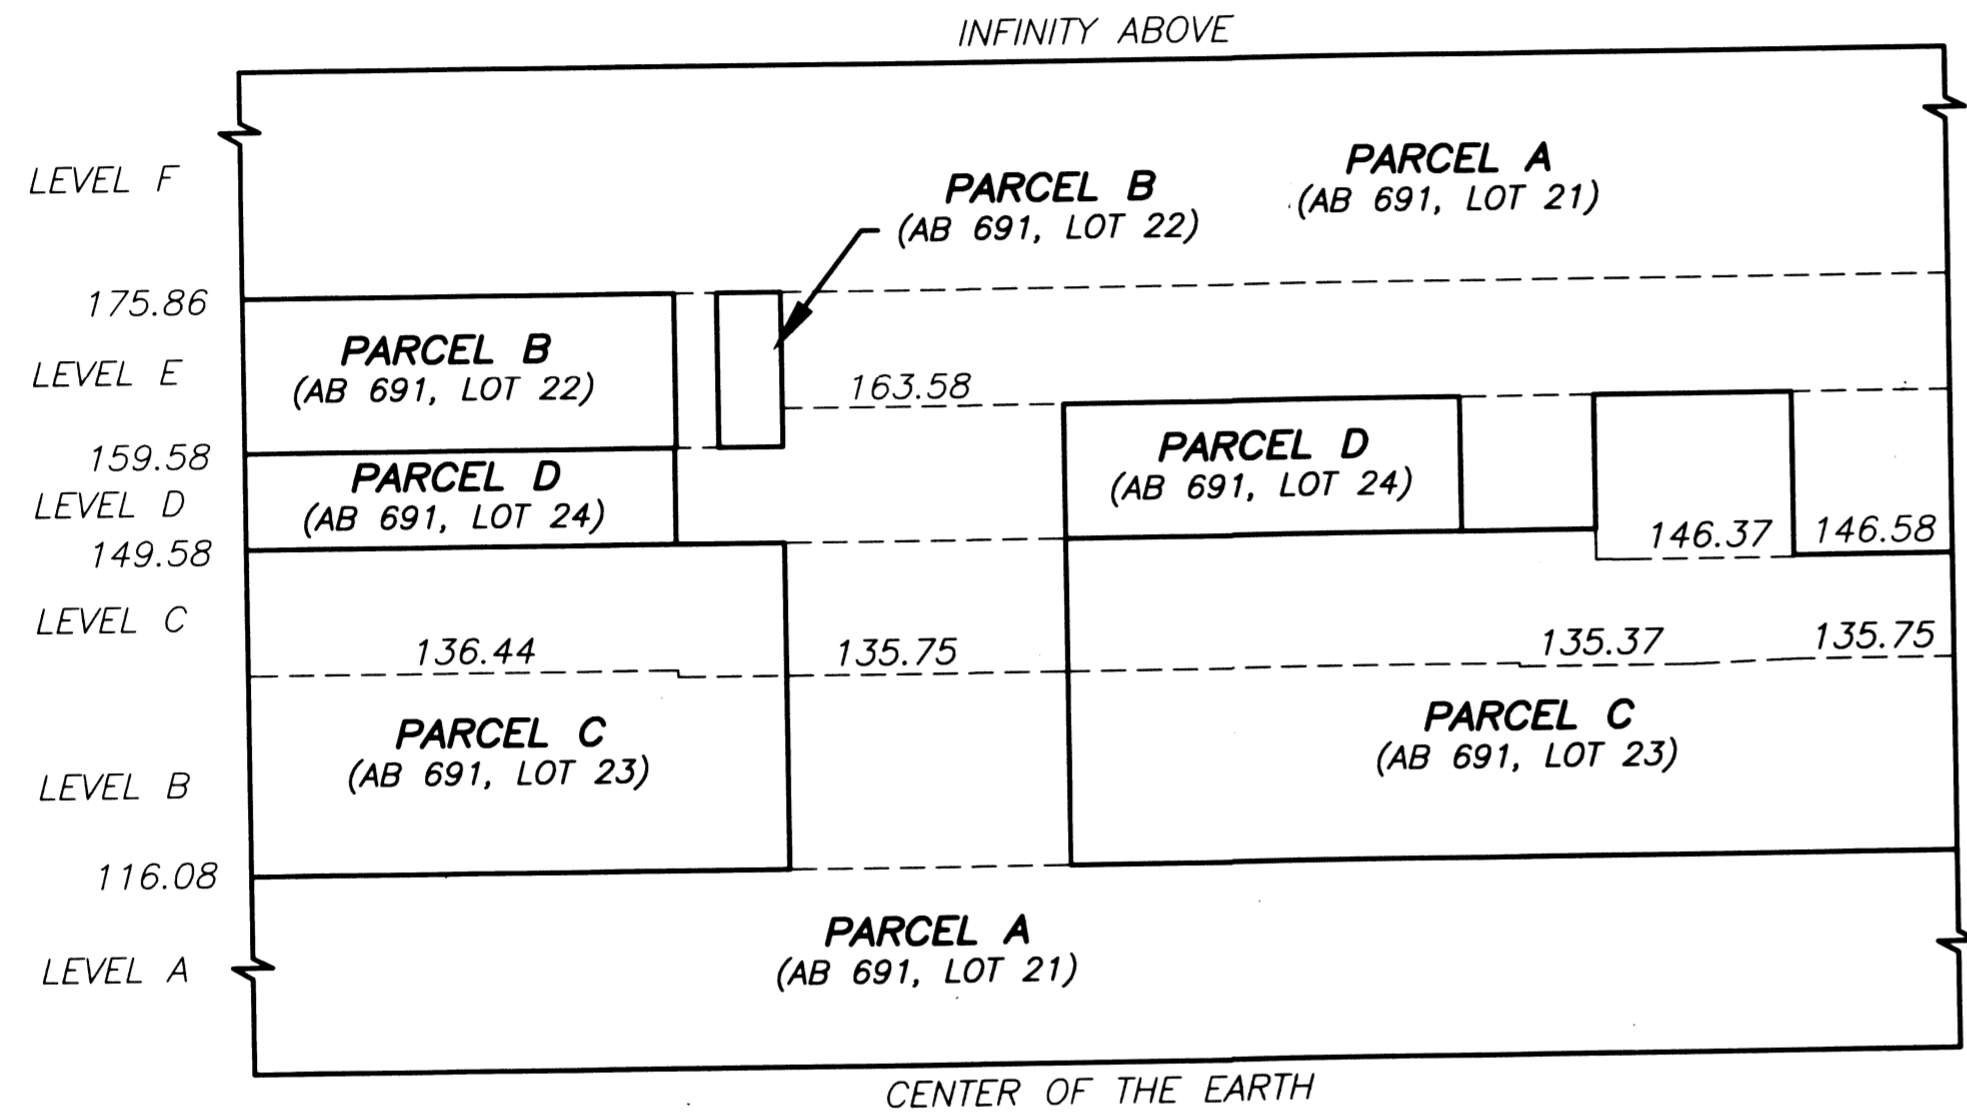 INFINITY ABOVE
LEVEL F
PARCEL B
(AB 691, LOT 22)
PARCEL A
(AB 691, LOT 21)
175.86
LEVEL E
PARCEL B
(AB 691, LOT 22)
163.58
159.58
LEVEL D
PARCEL D
(AB 691, LOT 24)
PARCEL D
(AB 691, LOT 24)
149.58
146.37
146.58
LEVEL C
136.44
135.75
135.37
135.75
LEVEL B
PARCEL C
(AB 691, LOT 23)
PARCEL C
(AB 691, LOT 23)
116.08
LEVEL A
PARCEL A
(AB 691, LOT 21)
CENTER OF THE EARTH